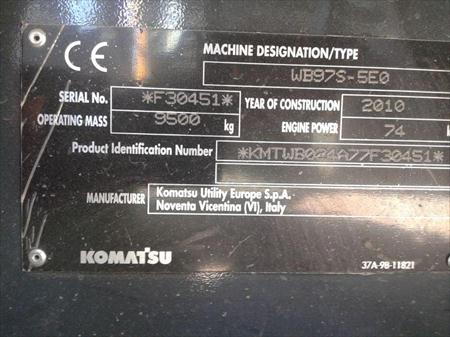 CE
MACHINE DESIGNATION/TYPE
WB97S-5E0
SERIAL No. *F30451* YEAR OF CONSTRUCTION 2010
OPERATING MASS 9500 kg ENGINE POWER 74
Product Identification Number *KMTWB004A77F30451*
MANUFACTURER Komatsu Utility Europe S.p.A.
Noventa Vicentina (VI), Italy
KOMATSU
37A-98-11821